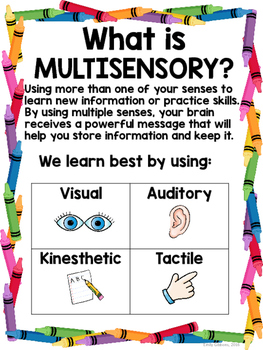 What is
MULTISENSORY?
Using more than one of your senses to
learn new information or practice skills.
By using multiple senses, your brain
receives a powerful message that will
help you store information and keep it.
We learn best by using:
Visual Auditory
Kinesthetic Tactile
ABC